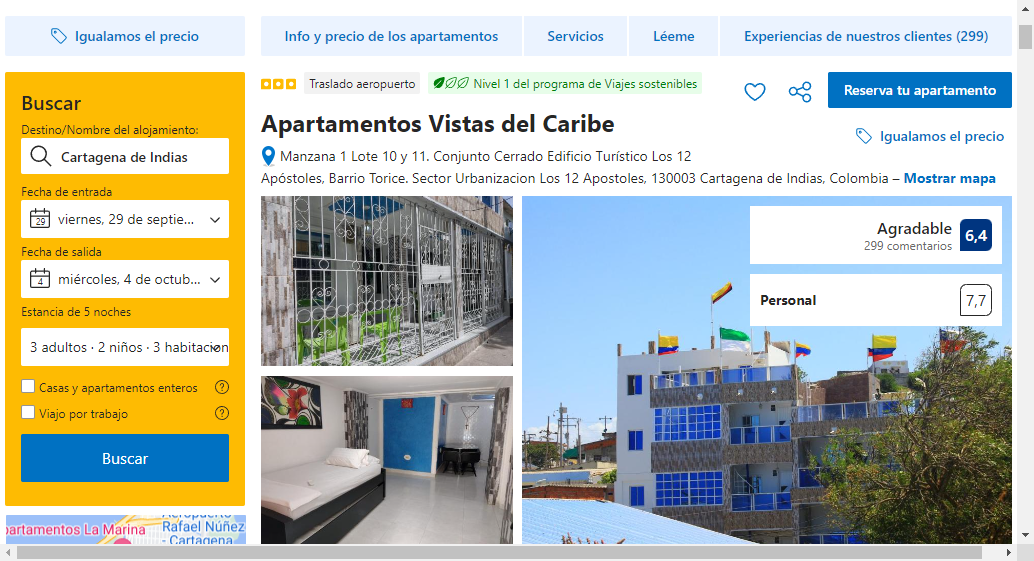 Igualamos el precio
Info y precio de los apartamentos
Servicios
Léeme
Experiencias de nuestros clientes (299)
Buscar
Destino/Nombre del alojamiento:
Cartagena de Indias
Fecha de entrada
29
viernes, 29 de septie...
Fecha de salida
4
miércoles, 4 de octub...
Estancia de 5 noches
3 adultos · 2 niños · 3 habitacion
Casas y apartamentos enteros
Viajo por trabajo
Buscar
partamentos La Marina
Aeropuerto
Rafael Núñez
- Cartagena
Traslado aeropuerto
Nivel 1 del programa de Viajes sostenibles
Reserva tu apartamento
Apartamentos Vistas del Caribe
Igualamos el precio
Manzana 1 Lote 10 y 11. Conjunto Cerrado Edificio Turístico Los 12
Apóstoles, Barrio Torice. Sector Urbanizacion Los 12 Apostoles, 130003 Cartagena de Indias, Colombia – Mostrar mapa
Agradable
299 comentarios
6,4
Personal
7,7